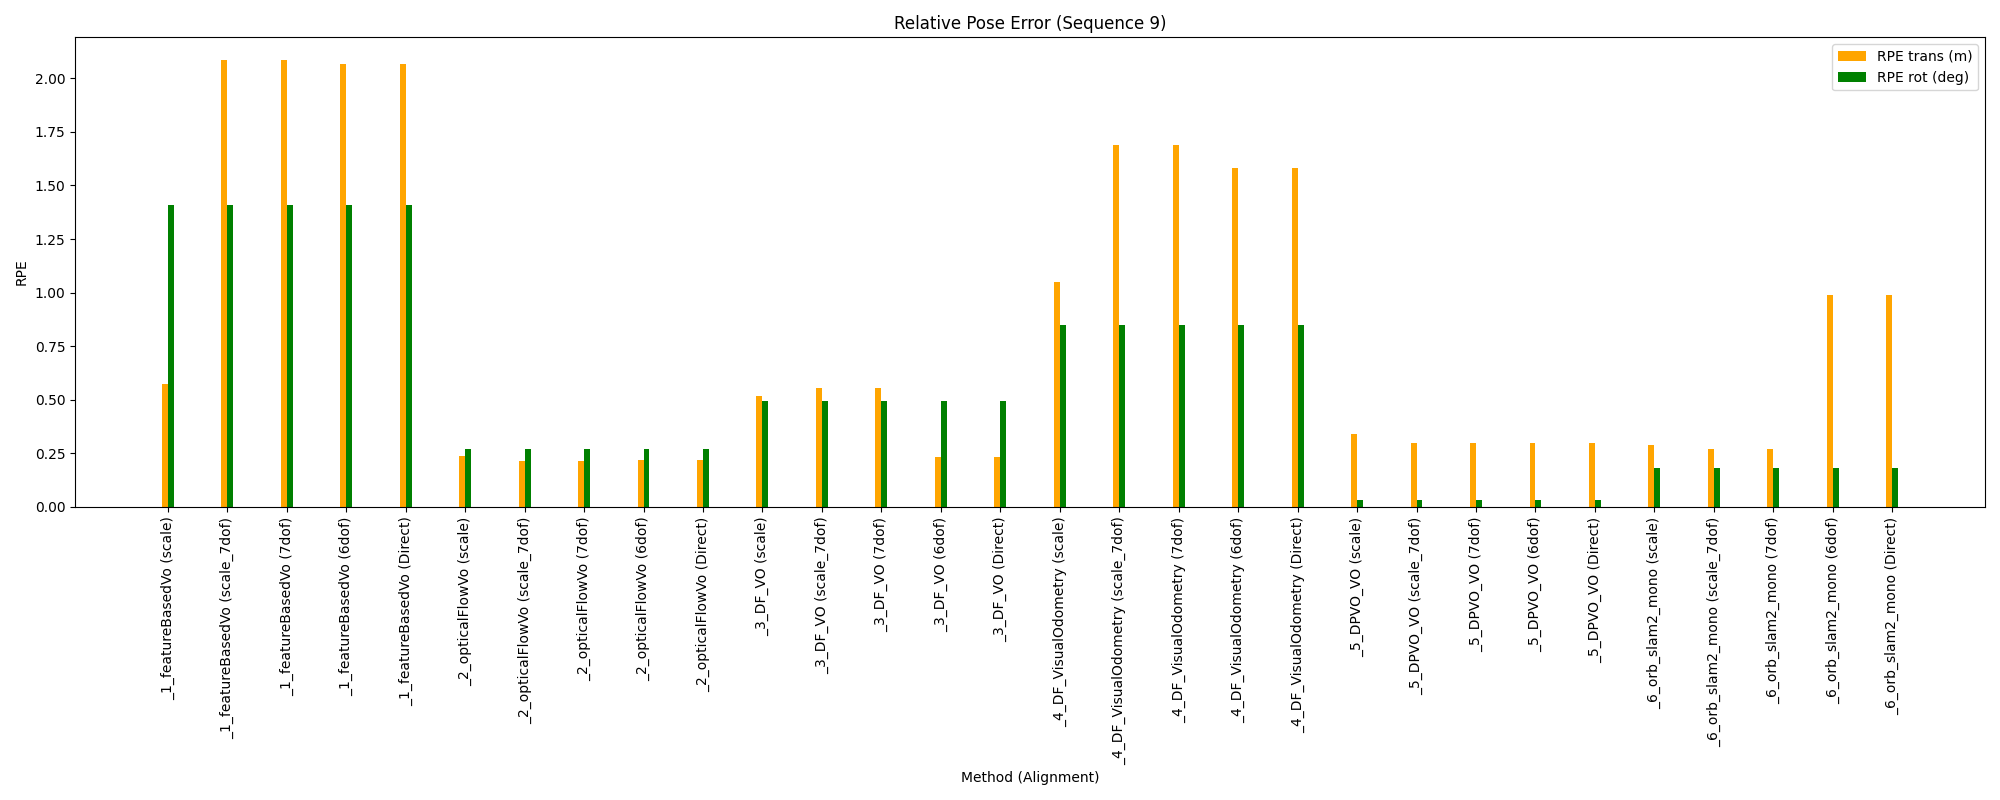 Relative Pose Error (Sequence 9)
RPE trans (m)
RPE rot (deg)
RPE
2.00
1.75
1.50
1.25
1.00
0.75
0.50
0.25
0.00
_1_featureBasedVo (scale)
_1_featureBasedVo (scale_7dof)
_1_featureBasedVo (7dof)
_1_featureBasedVo (6dof)
_1_featureBasedVo (Direct)
_2_opticalFlowVo (scale)
_2_opticalFlowVo (scale_7dof)
_2_opticalFlowVo (7dof)
_2_opticalFlowVo (6dof)
_2_opticalFlowVo (Direct)
_3_DF_VO (scale)
_3_DF_VO (scale_7dof)
_3_DF_VO (7dof)
_3_DF_VO (6dof)
_3_DF_VO (Direct)
_4_DF_VisualOdometry (scale)
_4_DF_VisualOdometry (scale_7dof)
_4_DF_VisualOdometry (7dof)
_4_DF_VisualOdometry (6dof)
_4_DF_VisualOdometry (Direct)
_5_DPVO_VO (scale)
_5_DPVO_VO (scale_7dof)
_5_DPVO_VO (7dof)
_5_DPVO_VO (6dof)
_5_DPVO_VO (Direct)
_6_orb_slam2_mono (scale)
_6_orb_slam2_mono (scale_7dof)
_6_orb_slam2_mono (7dof)
_6_orb_slam2_mono (6dof)
_6_orb_slam2_mono (Direct)
Method (Alignment)